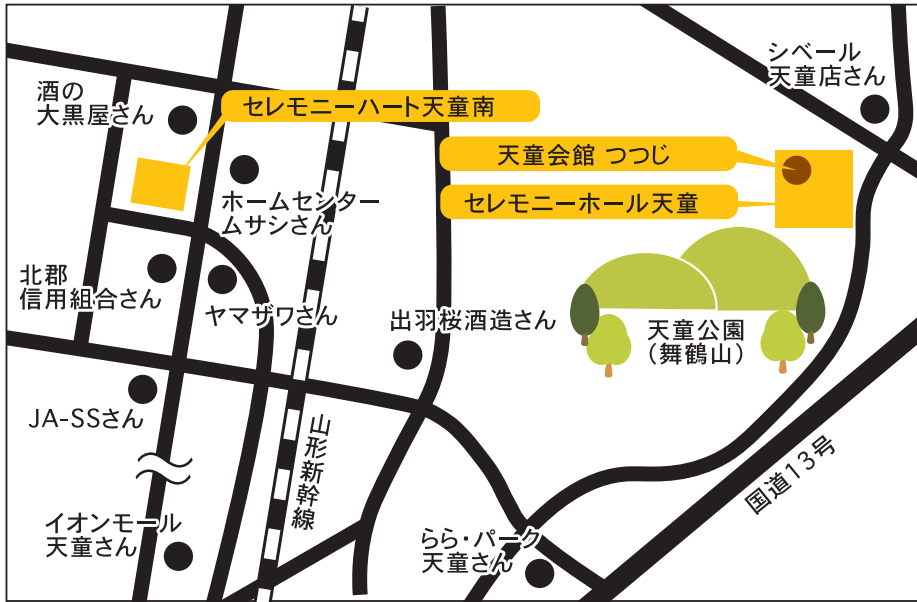 シベール
天童店さん
酒の
大黒屋さん
セレモニーハート天童南
天童会館 つつじ
セレモニーホール天童
ホームセンター
ムサシさん
北郡
信用組合さん
ヤマザワさん
出羽桜酒造さん
天童公園
(舞鶴山)
JA-SSさん
山形新幹線
国道13号
イオンモール
天童さん
らら・パーク
天童さん